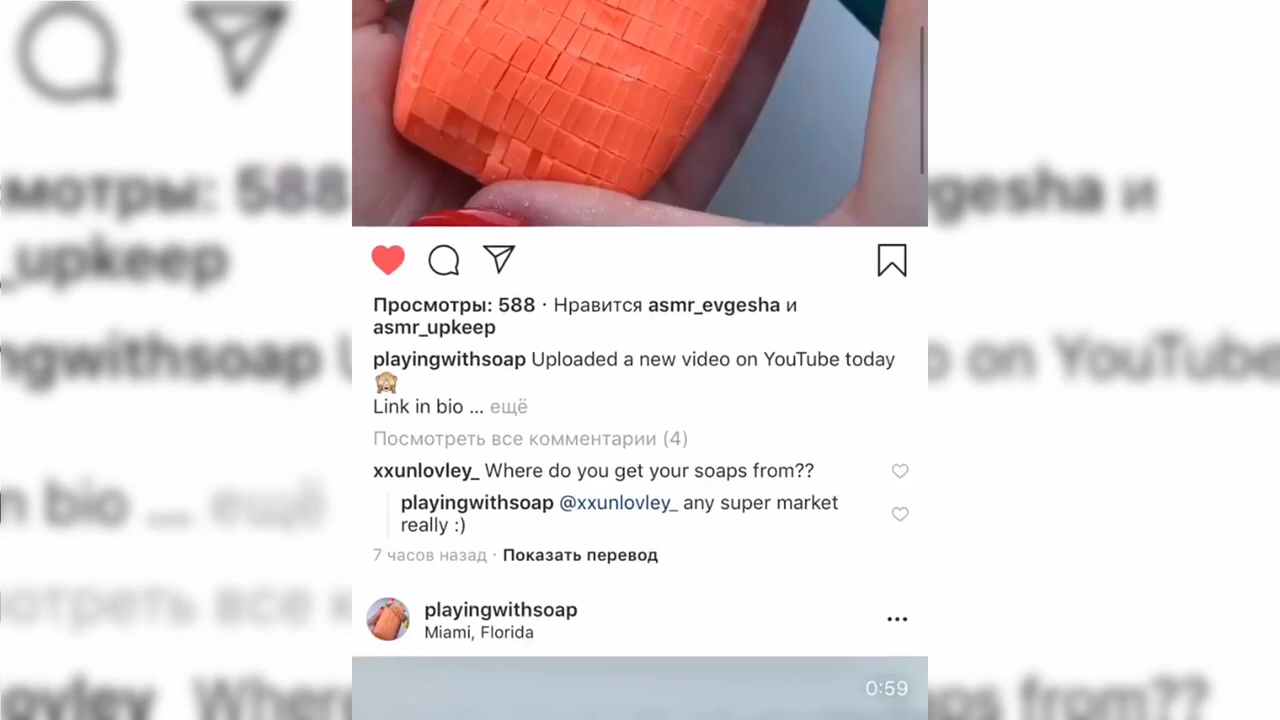 Просмотры: 588 · Нравится asmr_evgesha и
asmr_upkeep
playingwithsoap Uploaded a new video on YouTube today
🙈
Link in bio ... ещё
Посмотреть все комментарии (4)
xxunlovley_ Where do you get your soaps from??
playingwithsoap @xxunlovley_ any super market
really :)
7 часов назад · Показать перевод
playingwithsoap
Miami, Florida
0:59